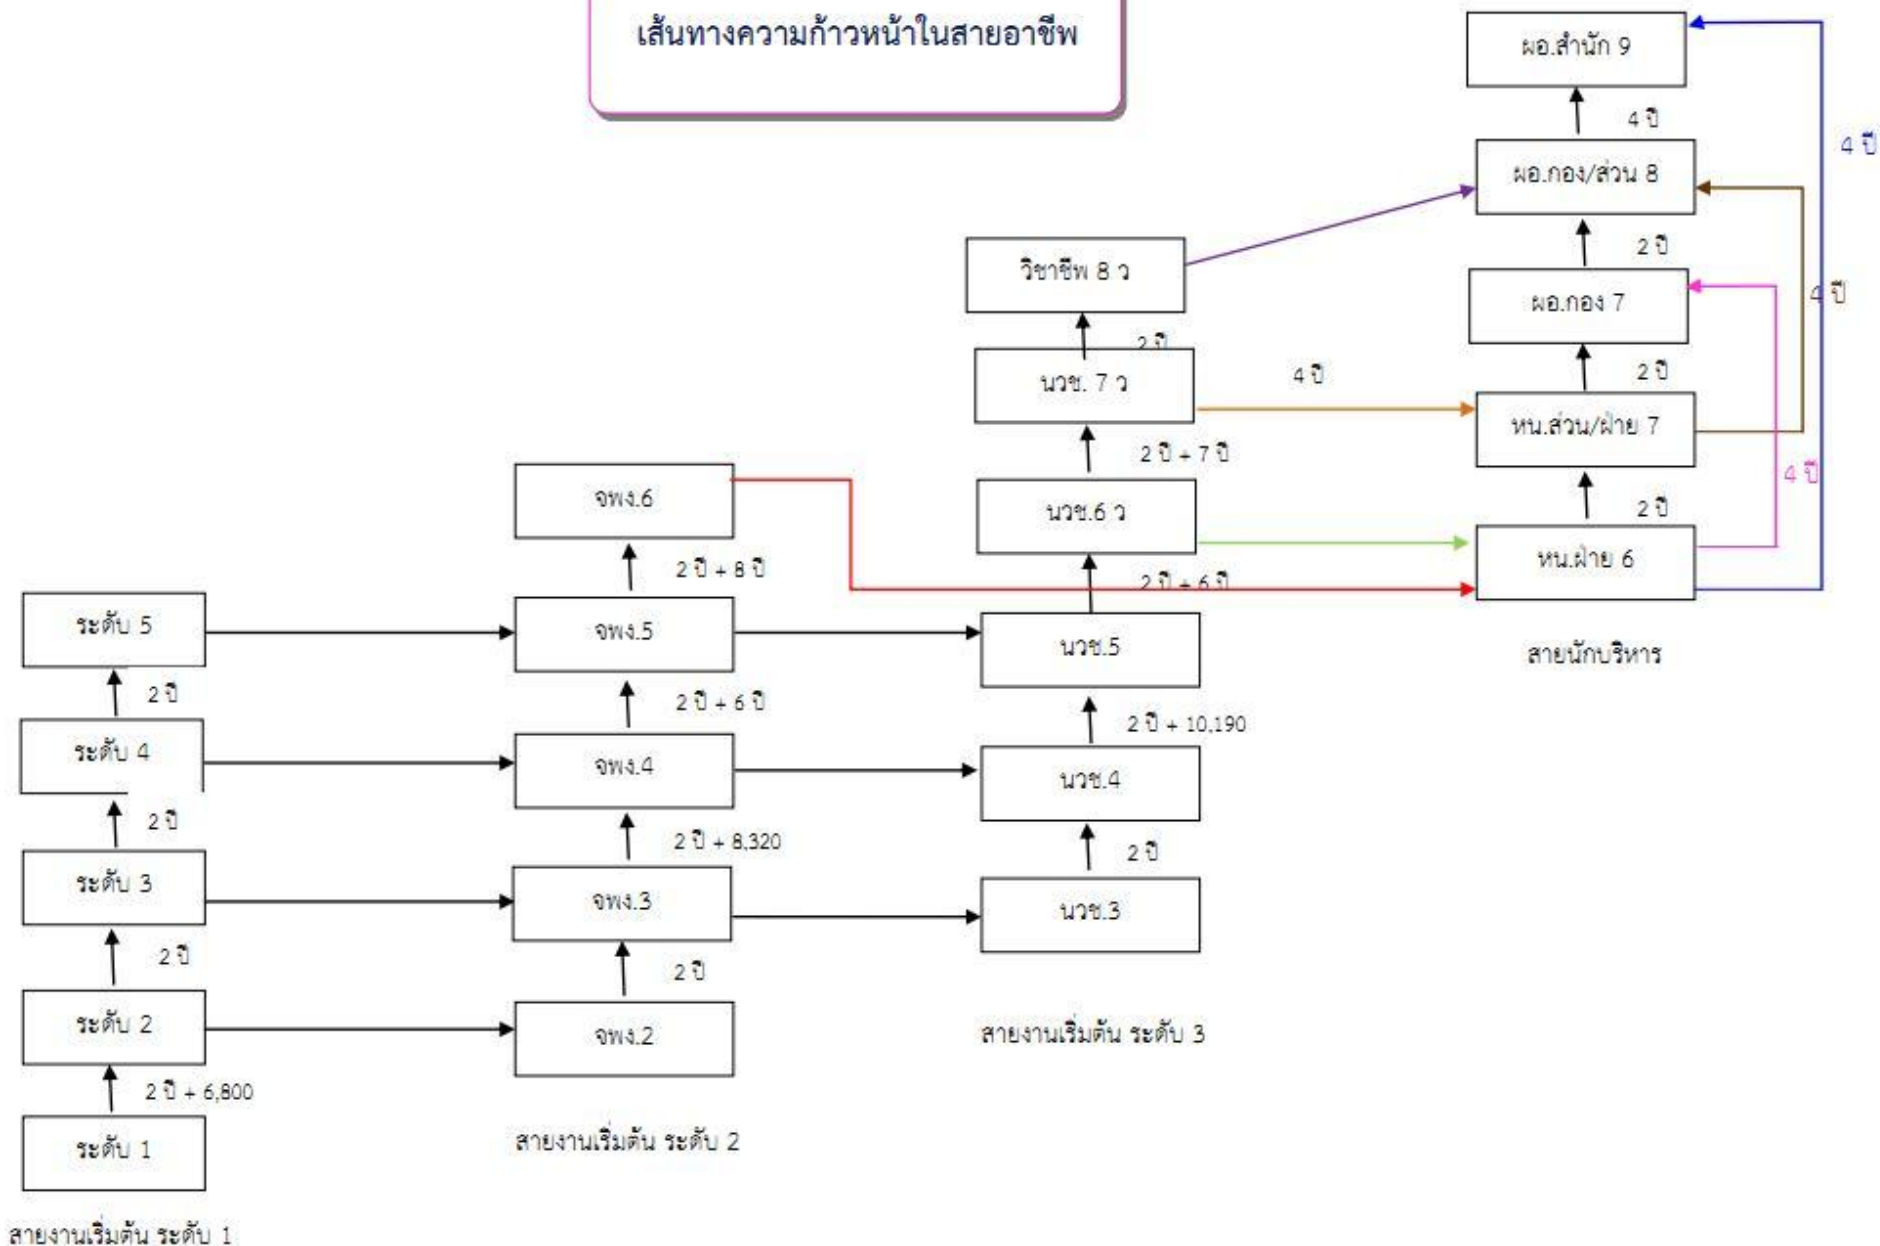 เส้นทางความก้าวหน้าในสายอาชีพ
ผอ.สำนัก 9
4 ปี
4 ปี
ผอ.กอง/ส่วน 8
2 ปี
วิชาชีพ 8 ว
ผอ.กอง 7
4 ปี
2 ปี
นวช. 7 ว
4 ปี
2 ปี
หน.ส่วน/ฝ่าย 7
2 ปี + 7 ปี
4 ปี
จพง.6
นวช.6 ว
2 ปี
หน.ฝ่าย 6
2 ปี + 8 ปี
2 ปี + 6 ปี
ระดับ 5
จพง.5
นวช.5
สายนักบริหาร
2 ปี
2 ปี + 6 ปี
2 ปี + 10,190
ระดับ 4
จพง.4
นวช.4
2 ปี
2 ปี + 8,320
2 ปี
ระดับ 3
จพง.3
นวช.3
2 ปี
2 ปี
ระดับ 2
จพง.2
สายงานเริ่มต้น ระดับ 3
2 ปี + 6,800
ระดับ 1
สายงานเริ่มต้น ระดับ 2
สายงานเริ่มต้น ระดับ 1